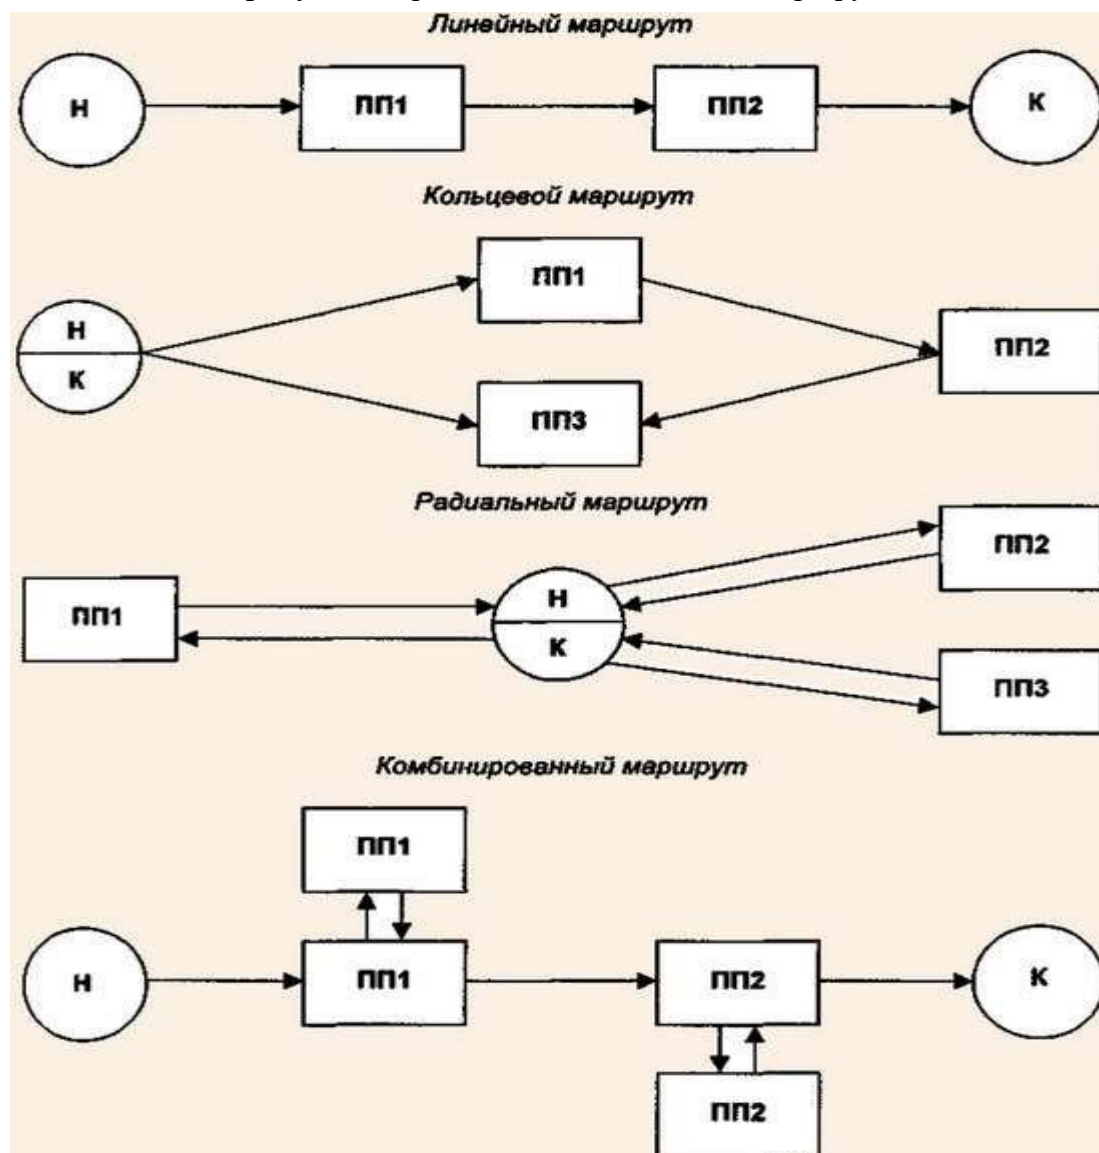 Линейный маршрут
Н ПП1 ПП2 К
Кольцевой маршрут
ПП1
Н
К
ПП2
ПП3
Радиальный маршрут
ПП2
ПП1
Н
К
ПП3
Комбинированный маршрут
ПП1
Н ПП1 ПП2 К
ПП2